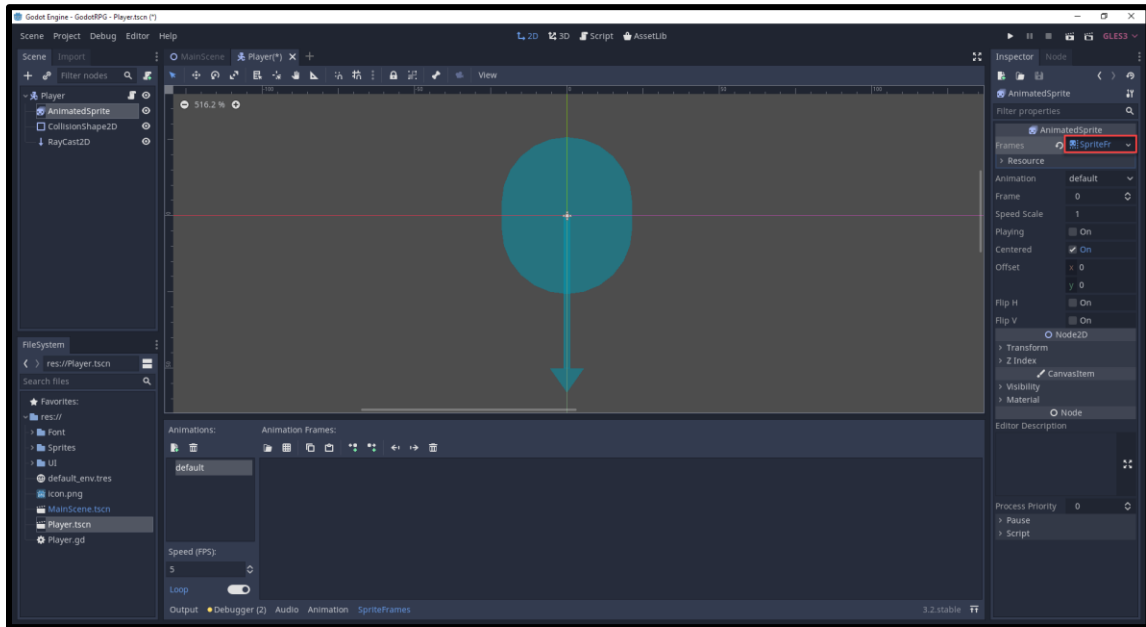 Godot Engine - GodotRPG - Player.tscn (*)
Scene Project Debug Editor Help
2D 3D Script AssetLib
GLES3
Scene Import
MainScene Player(*)
Inspector Node
Filter nodes
View
Player
AnimatedSprite
CollisionShape2D
RayCast2D
516.2 %
AnimatedSprite
Filter properties
AnimatedSprite
Frames SpriteFr
Resource
Animation default
Frame 0
Speed Scale 1
Playing On
Centered On
Offset x 0
y 0
Flip H On
Flip V On
Node2D
Transform
Z Index
CanvasItem
Visibility
Material
Node
Editor Description
Process Priority 0
Pause
Script
FileSystem
res://Player.tscn
Search files
Favorites:
res://
Font
Sprites
UI
default_env.tres
icon.png
MainScene.tscn
Player.tscn
Player.gd
Animations: Animation Frames:
default
Speed (FPS):
5
Loop
Output Debugger (2) Audio Animation SpriteFrames
3.2.stable